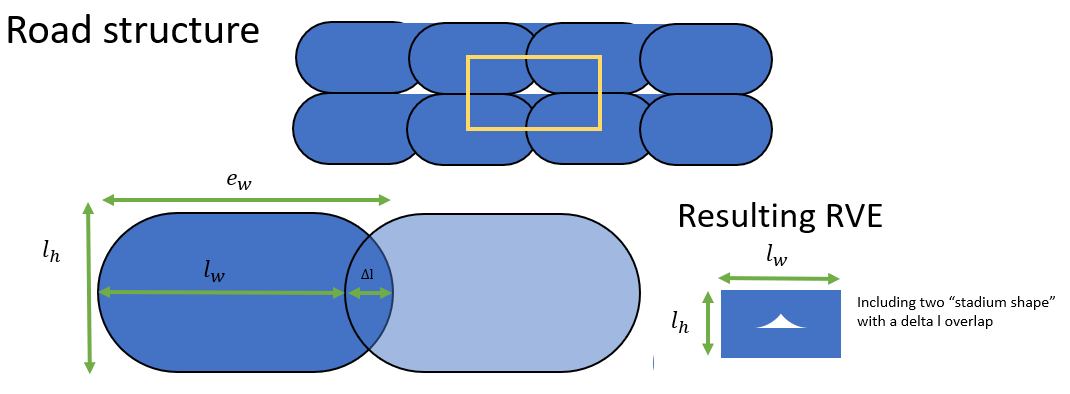 Road structure
e_w
l_h
l_w
Δl
Resulting RVE
l_w
l_h
Including two “stadium shape”
with a delta l overlap